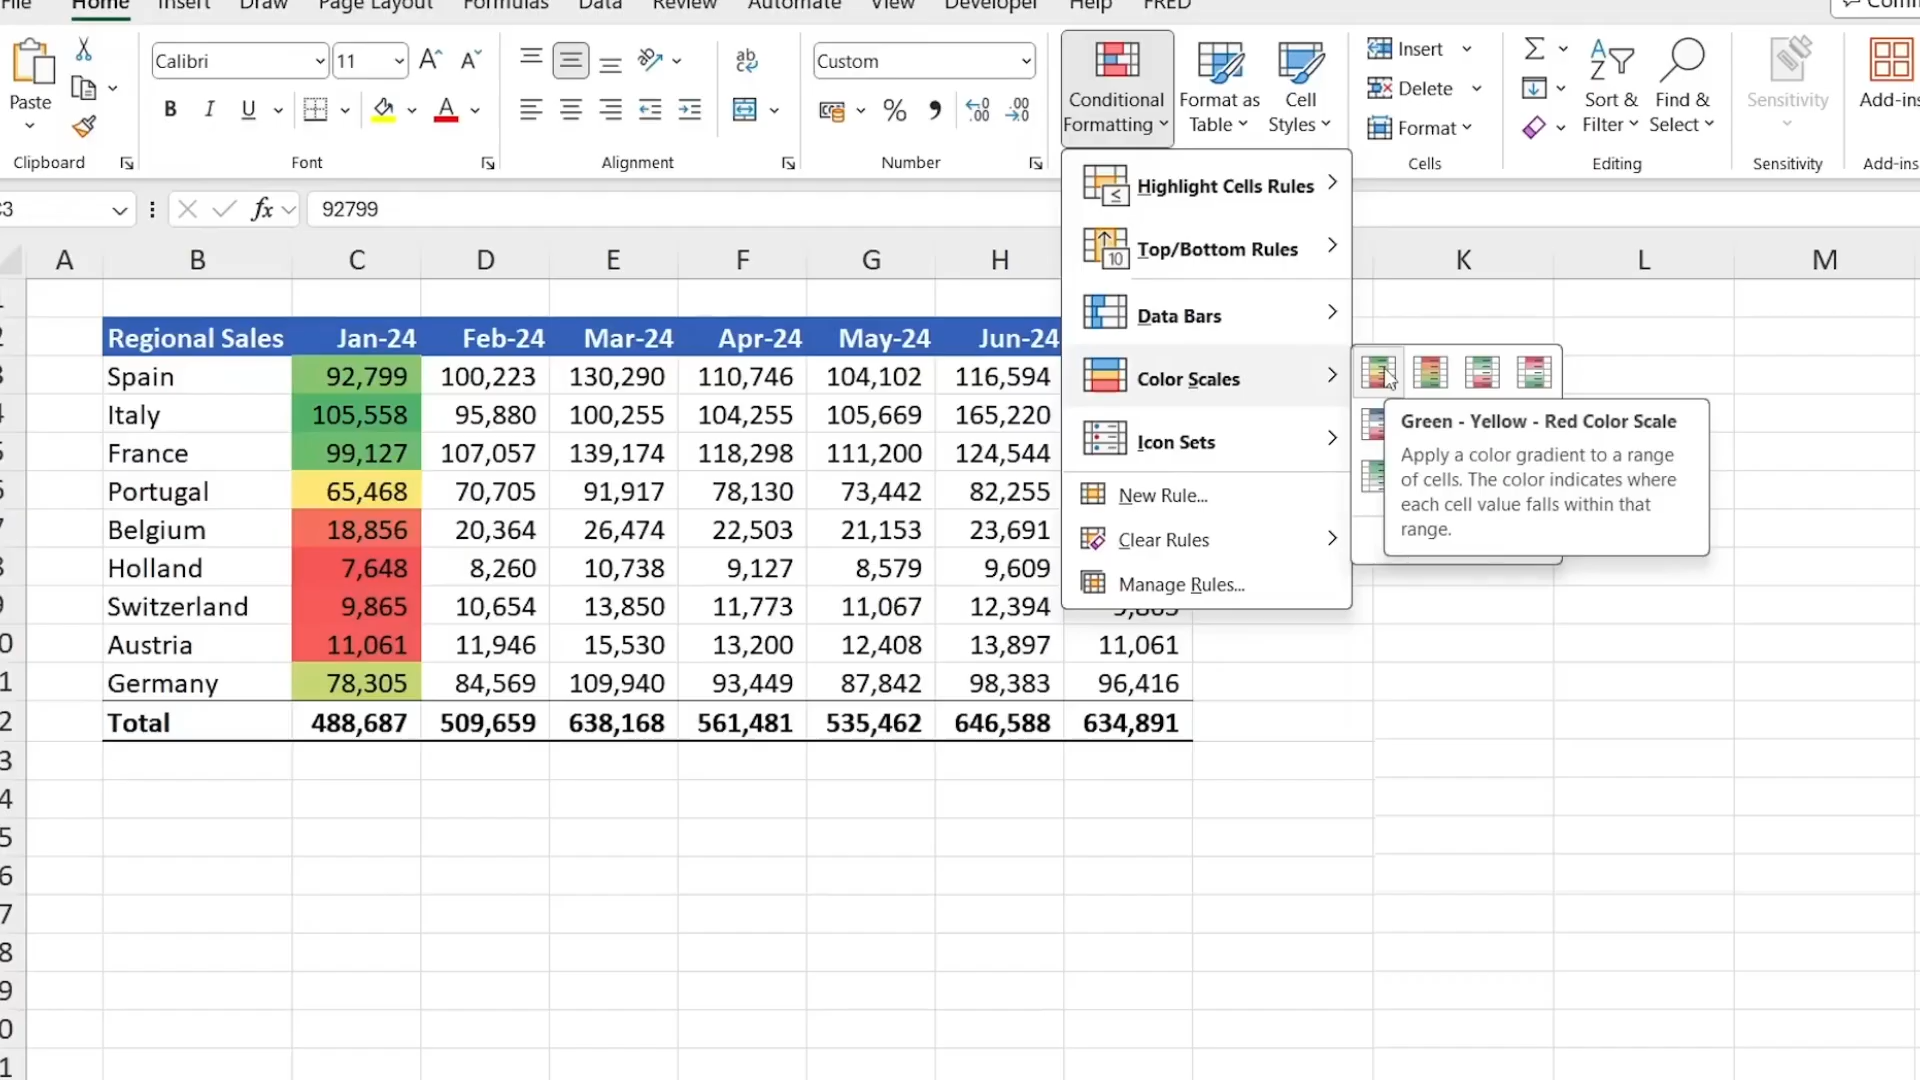 File Home Insert Draw Page Layout Formulas Data Review Automate View Developer Help FRED
Calibri 11 A A ab Custom
Paste
B I U A % , .00 .00
Conditional Formatting
Format as Table
Cell Styles
Insert
Delete
Format
Sort & Filter
Find & Select
Sensitivity
Add-ins
Clipboard Font Alignment Number Cells Editing Sensitivity Add-ins
fx 92799
A B C D E F G H K L M
Regional Sales Jan-24 Feb-24 Mar-24 Apr-24 May-24 Jun-24
Spain 92,799 100,223 130,290 110,746 104,102 116,594
Italy 105,558 95,880 100,255 104,255 105,669 165,220
France 99,127 107,057 139,174 118,298 111,200 124,544
Portugal 65,468 70,705 91,917 78,130 73,442 82,255
Belgium 18,856 20,364 26,474 22,503 21,153 23,691
Holland 7,648 8,260 10,738 9,127 8,579 9,609
Switzerland 9,865 10,654 13,850 11,773 11,067 12,394 9,865
Austria 11,061 11,946 15,530 13,200 12,408 13,897 11,061
Germany 78,305 84,569 109,940 93,449 87,842 98,383 96,416
Total 488,687 509,659 638,168 561,481 535,462 646,588 634,891
Highlight Cells Rules
Top/Bottom Rules
Data Bars
Color Scales
Icon Sets
New Rule...
Clear Rules
Manage Rules...
Green - Yellow - Red Color Scale
Apply a color gradient to a range
of cells. The color indicates where
each cell value falls within that
range.